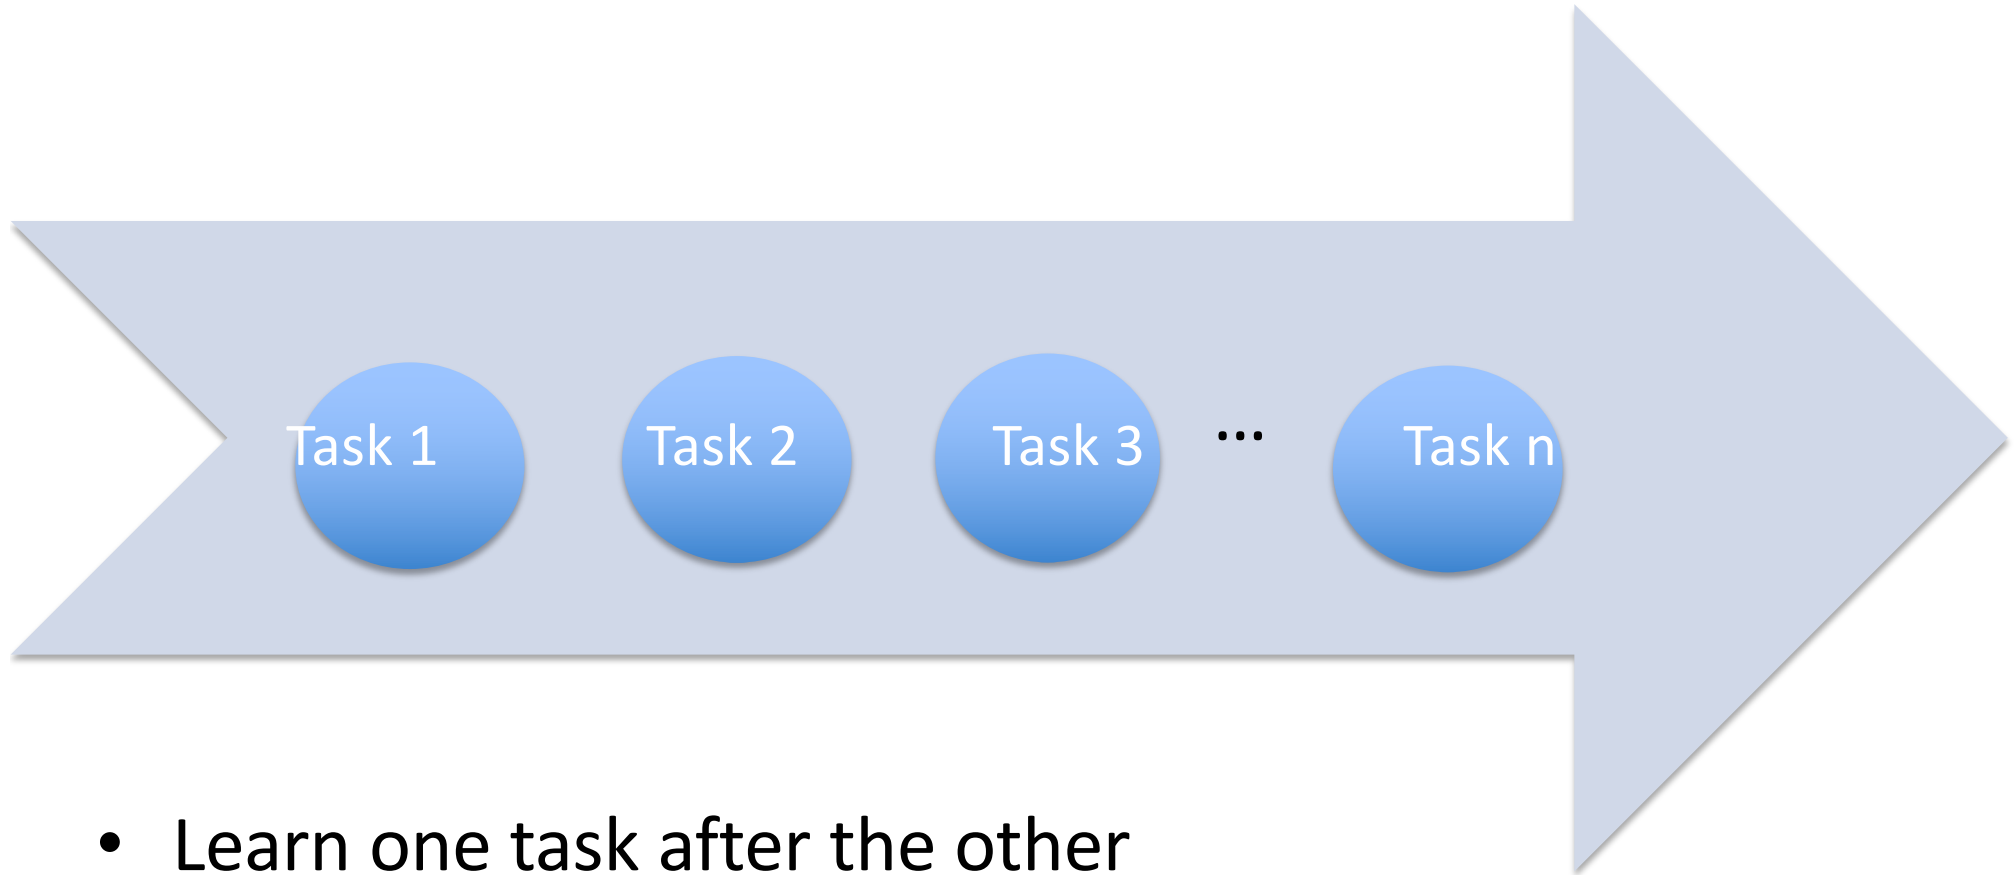 Task 1 Task 2 Task 3 ... Task n
• Learn one task after the other